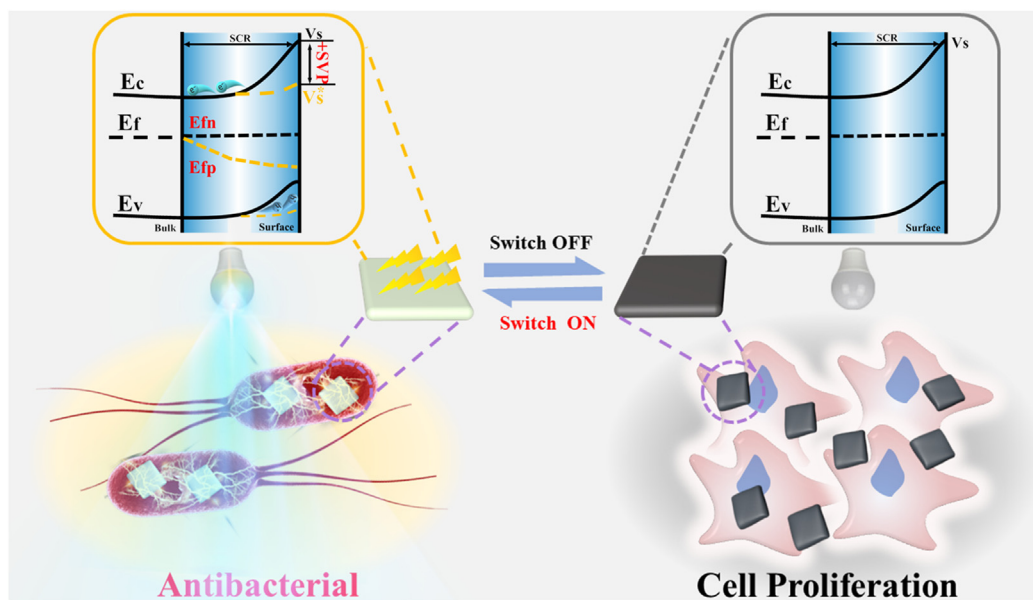 SCR
Vs
+SVP
Vs*
Ec
Ef
Efn
Efp
Ev
Bulk
Surface
SCR
Vs
Ec
Ef
Ev
Bulk
Surface
Switch OFF
Switch ON
Antibacterial
Cell Proliferation